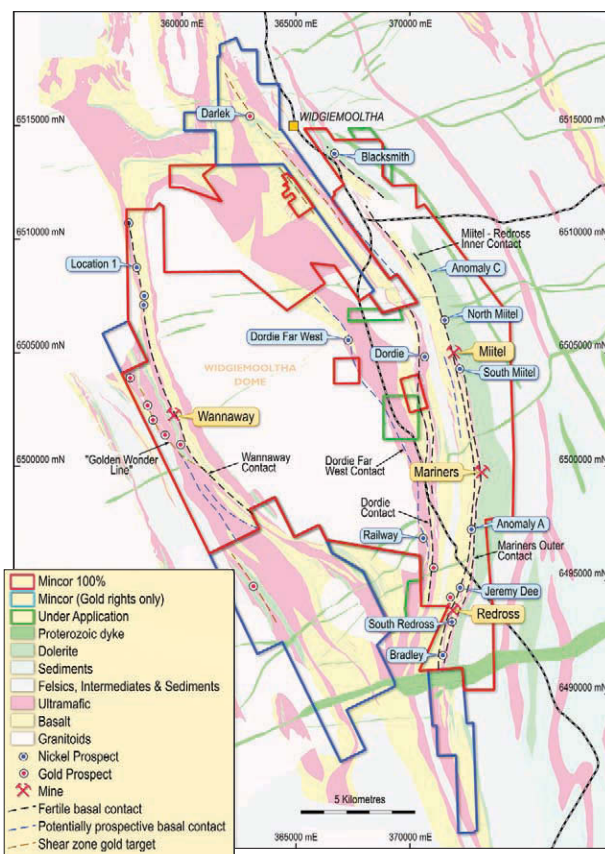 360000 mE
365000 mE
370000 mE
6515000 mN
6515000 mN
Darlek
WIDGIEMOOLTHA
Blacksmith
6510000 mN
6510000 mN
Miitel - Redross
Inner Contact
Location 1
Anomaly C
North Miitel
Dordie Far West
6505000 mN
Dordie
Miitel
6505000 mN
South Miitel
WIDGIEMOOLTHA
DOME
Wannaway
"Golden Wonder
Line"
Wannaway
Contact
6500000 mN
6500000 mN
Dordie Far
West Contact
Mariners
Dordie
Contact
Railway
Anomaly A
Mariners Outer
Contact
6495000 mN
Jeremy Dee
South Redross
Redross
Bradley
6490000 mN
Mincor 100%
Mincor (Gold rights only)
Under Application
Proterozoic dyke
Dolerite
Sediments
Felsics, Intermediates & Sediments
Ultramafic
Basalt
Granitoids
Nickel Prospect
Gold Prospect
Mine
Fertile basal contact
Potentially prospective basal contact
Shear zone gold target
5 Kilometres
365000 mE
370000 mE